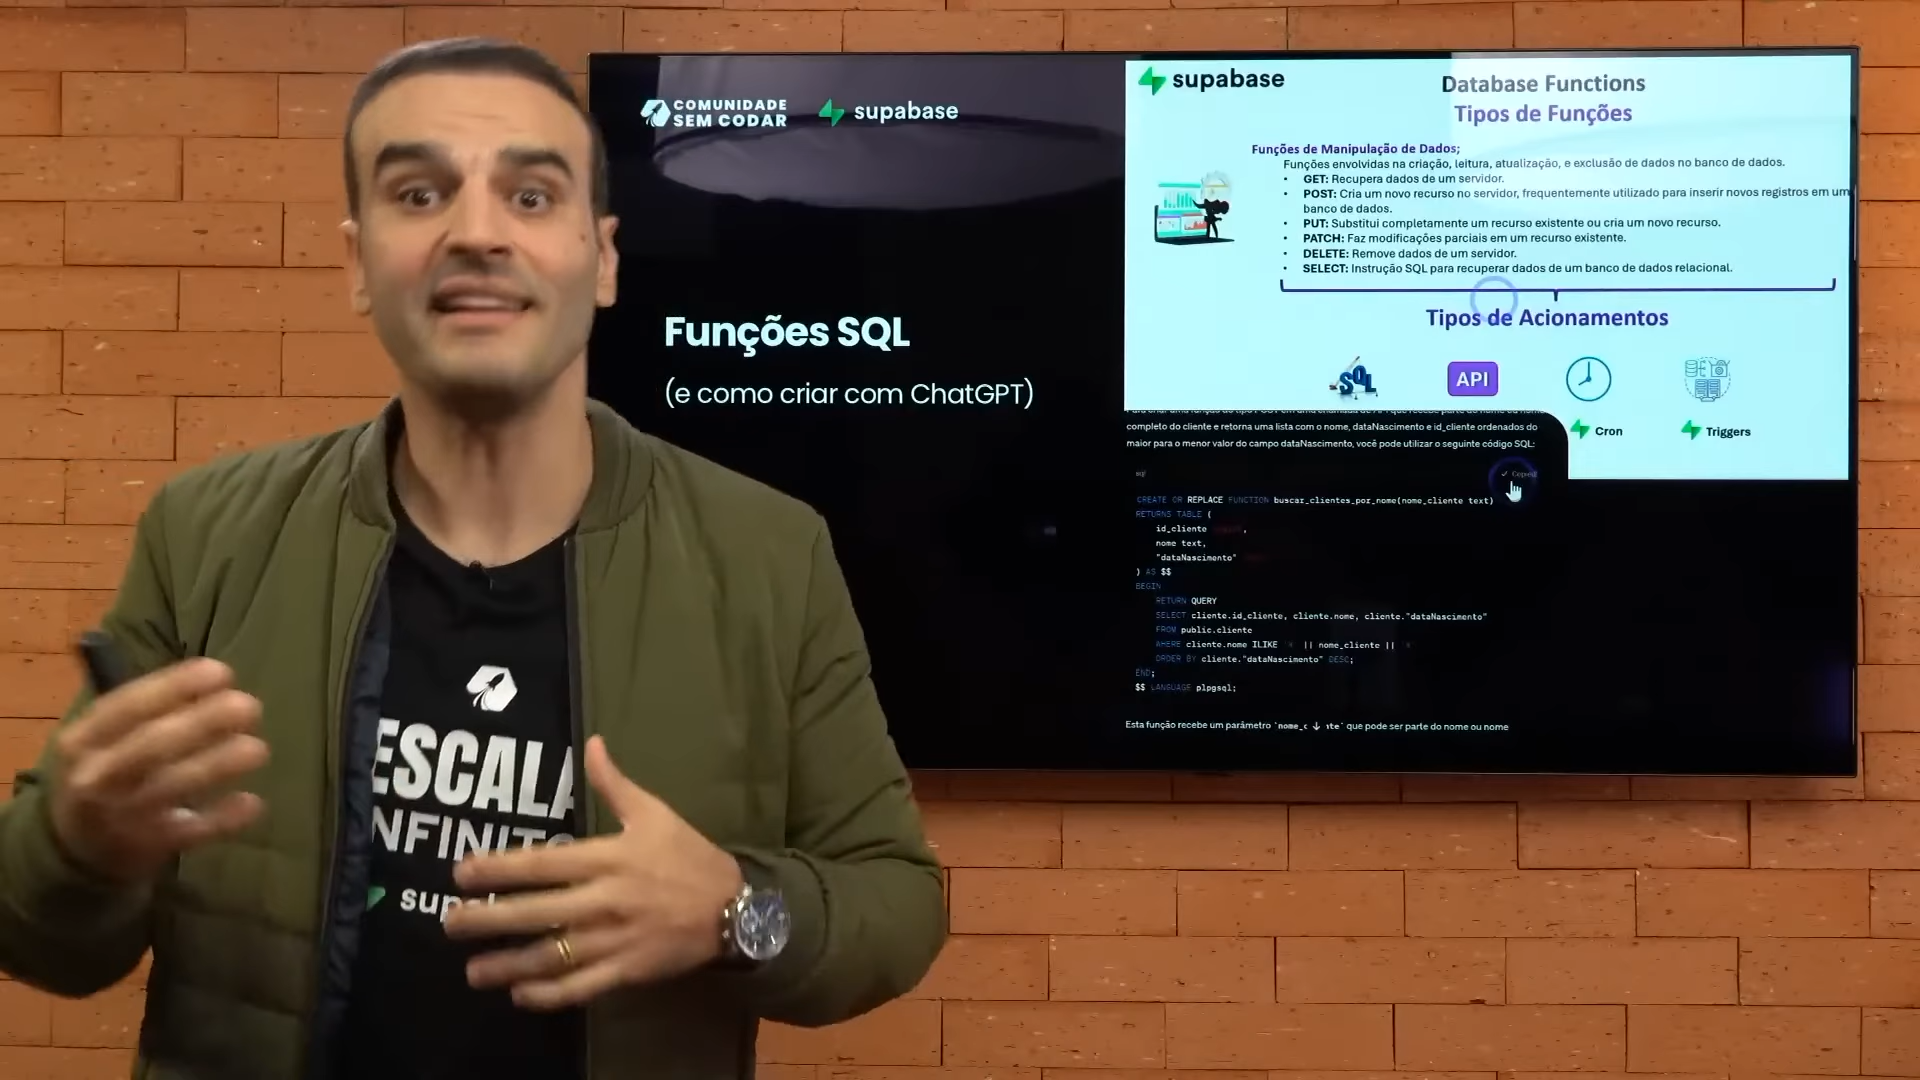 COMUNIDADE
SEM CODAR
supabase
Funções SQL
(e como criar com ChatGPT)
supabase
Database Functions
Tipos de Funções
Funções de Manipulação de Dados;
Funções envolvidas na criação, leitura, atualização, e exclusão de dados no banco de dados.
• GET: Recupera dados de um servidor.
• POST: Cria um novo recurso no servidor, frequentemente utilizado para inserir novos registros em um
banco de dados.
• PUT: Substitui completamente um recurso existente ou cria um novo recurso.
• PATCH: Faz modificações parciais em um recurso existente.
• DELETE: Remove dados de um servidor.
• SELECT: Instrução SQL para recuperar dados de um banco de dados relacional.
Tipos de Acionamentos
SQL
API
Cron
Triggers
completo do cliente e retorna uma lista com o nome, dataNascimento e id_cliente ordenados do
maior para o menor valor do campo dataNascimento, você pode utilizar o seguinte código SQL:
sql
CREATE OR REPLACE FUNCTION buscar_clientes_por_nome(nome_cliente text)
RETURNS TABLE (
id_cliente
nome text,
"dataNascimento"
) AS $$
BEGIN
RETURN QUERY
SELECT cliente.id_cliente, cliente.nome, cliente."dataNascimento"
FROM public.cliente
WHERE cliente.nome ILIKE || nome_cliente ||
ORDER BY cliente."dataNascimento" DESC;
END;
$$ LANGUAGE plpgsql;
Esta função recebe um parâmetro que pode ser parte do nome ou nome
ESCALA
NFINIT
sup